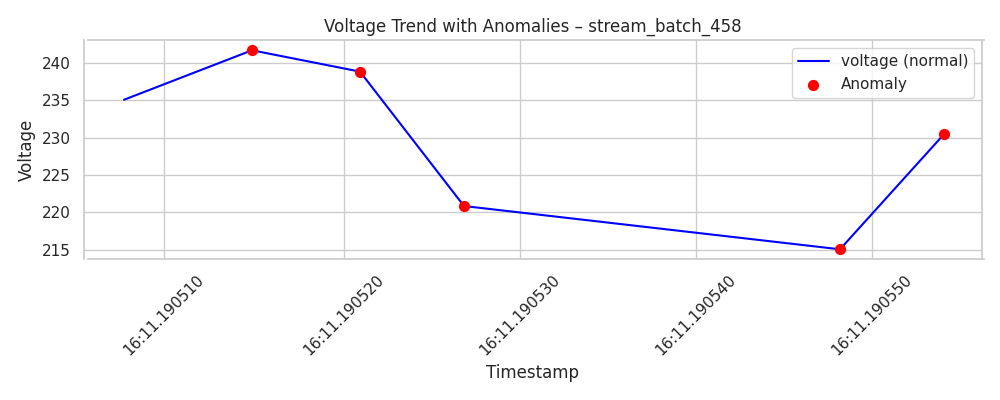 Voltage Trend with Anomalies – stream_batch_458
voltage (normal)
Anomaly
Voltage
240
235
230
225
220
215
16:11.190510
16:11.190520
16:11.190530
16:11.190540
16:11.190550
Timestamp